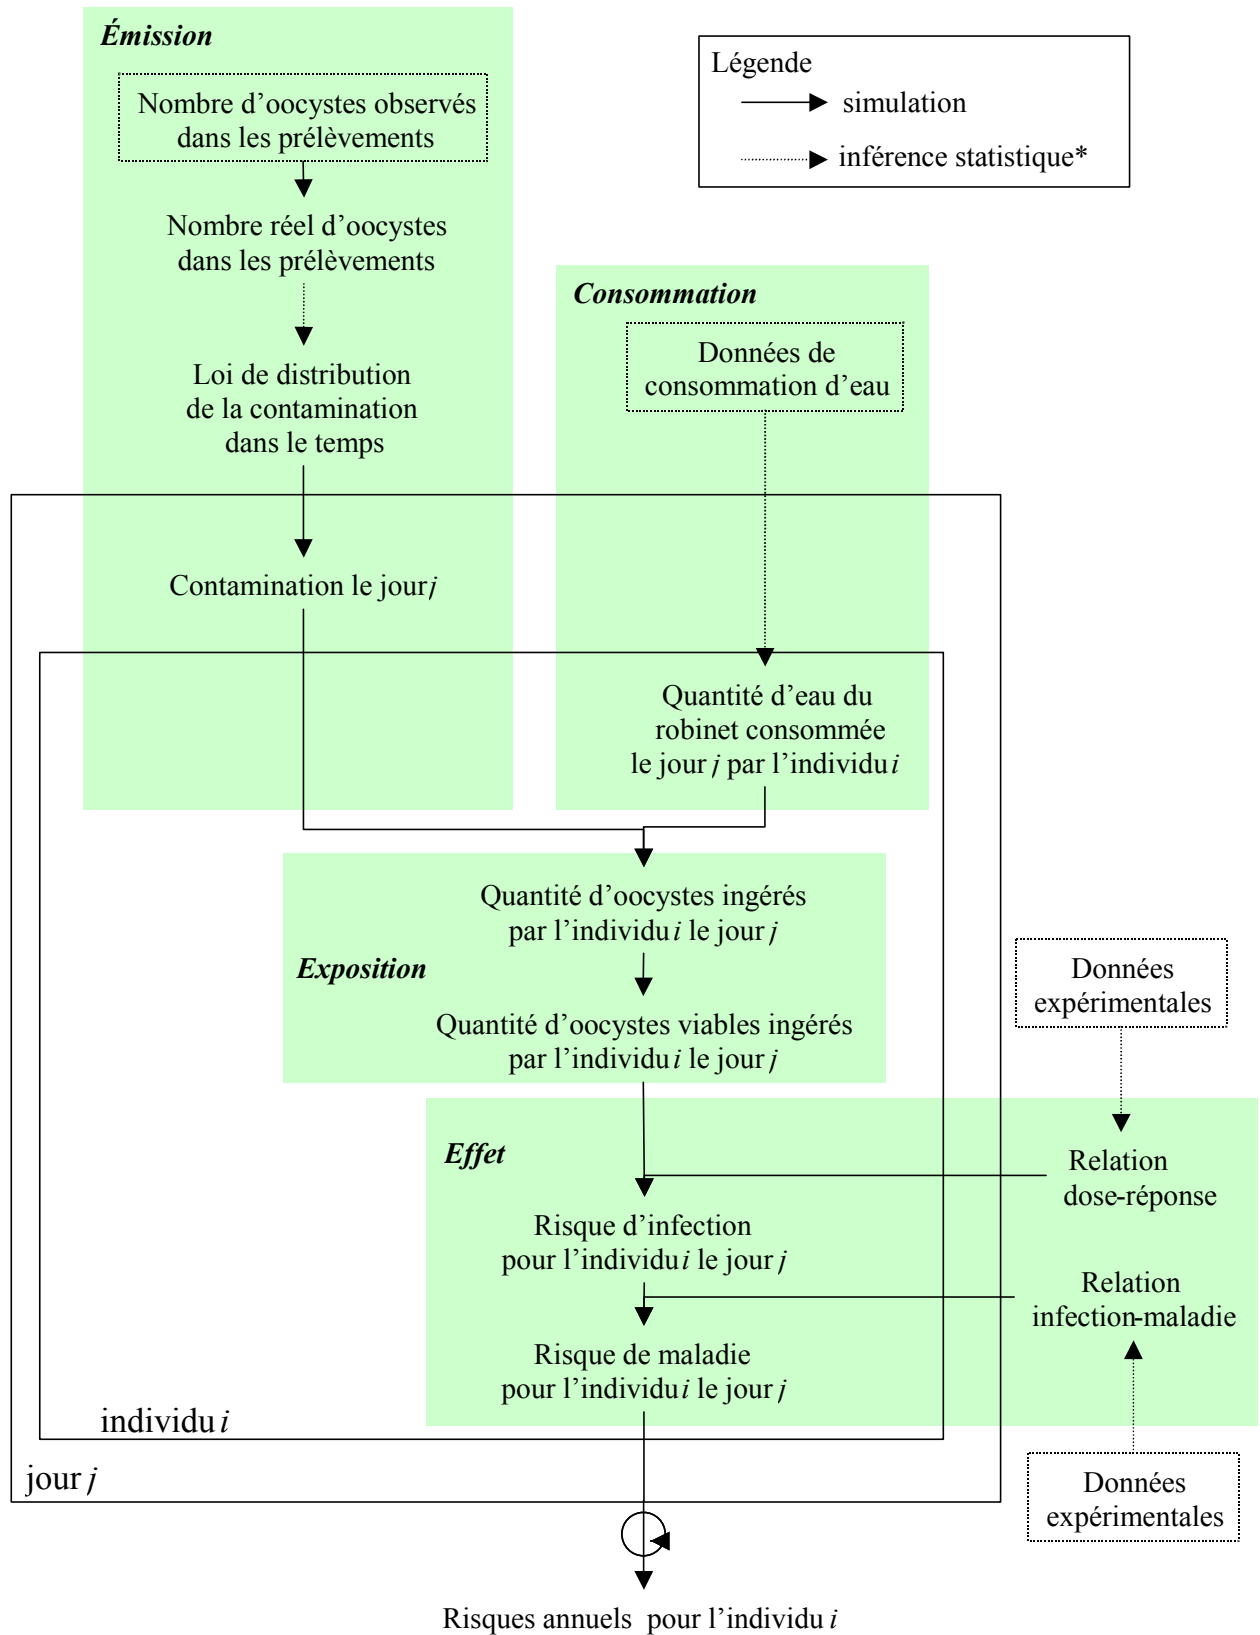 Émission
Nombre d'oocystes observés
dans les prélèvements
Nombre réel d'oocystes
dans les prélèvements
Loi de distribution
de la contamination
dans le temps
Contamination le jour j
Légende
simulation
inférence statistique*
Consommation
Données de
consommation d'eau
Quantité d'eau du
robinet consommée
le jour j par l'individu i
Quantité d'oocystes ingérés
par l'individu i le jour j
Exposition
Quantité d'oocystes viables ingérés
par l'individu i le jour j
Données
expérimentales
Effet
Relation
dose-réponse
Risque d'infection
pour l'individu i le jour j
Relation
infection-maladie
Risque de maladie
pour l'individu i le jour j
individu i
jour j
Données
expérimentales
Risques annuels pour l'individu i